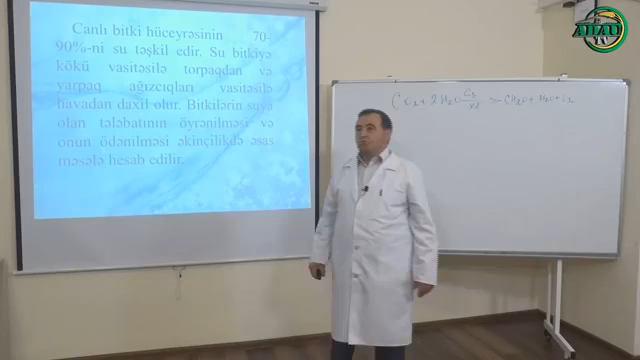 Canlı bitki hüceyrəsinin 70-
90%-ni su təşkil edir. Su bitkiyə
kökü vasitəsilə torpaqdan və
yarpaq ağızcıqları vasitəsilə
havadan daxil olur. Bitkilərin suya
olan tələbatının öyrənilməsi və
onun ödənilməsi əkinçilikdə əsas
məsələ hesab edilir.
ADAU
TV